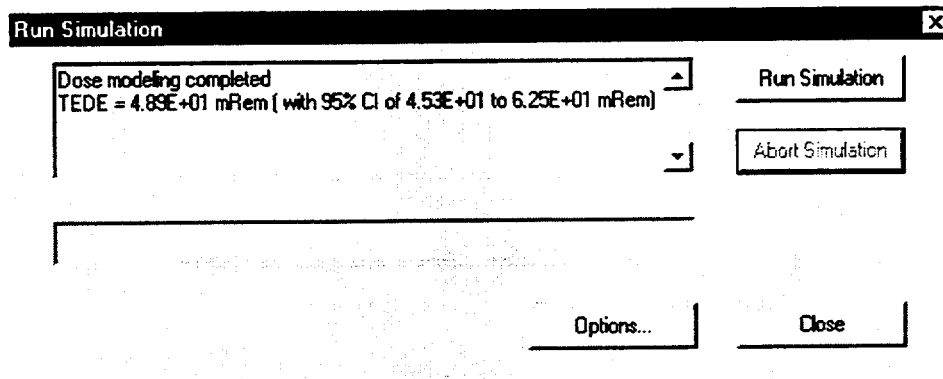 Run Simulation
Dose modeling completed
TEDE = 4.89E+01 mRem ( with 95% CI of 4.53E+01 to 6.25E+01 mRem)
Run Simulation
Abort Simulation
Options...
Close